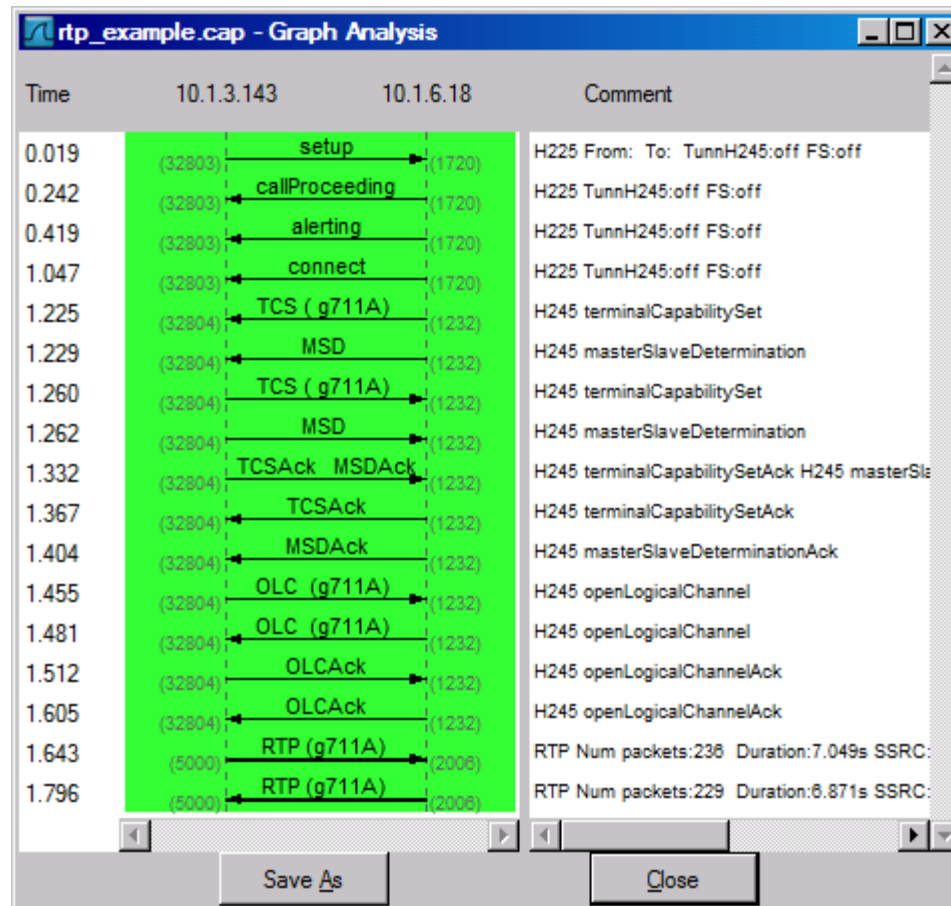 rtp_example.cap - Graph Analysis
Time 10.1.3.143 10.1.6.18 Comment
0.019 (32803) setup (1720) H225 From: To: TunnH245:off FS:off
0.242 (32803) callProceeding (1720) H225 TunnH245:off FS:off
0.419 (32803) alerting (1720) H225 TunnH245:off FS:off
1.047 (32803) connect (1720) H225 TunnH245:off FS:off
1.225 (32804) TCS ( g711A) (1232) H245 terminalCapabilitySet
1.229 (32804) MSD (1232) H245 masterSlaveDetermination
1.260 (32804) TCS ( g711A) (1232) H245 terminalCapabilitySet
1.262 (32804) MSD (1232) H245 masterSlaveDetermination
1.332 (32804) TCSAck MSDAck (1232) H245 terminalCapabilitySetAck H245 masterSla
1.367 (32804) TCSAck (1232) H245 terminalCapabilitySetAck
1.404 (32804) MSDAck (1232) H245 masterSlaveDeterminationAck
1.455 (32804) OLC (g711A) (1232) H245 openLogicalChannel
1.481 (32804) OLC (g711A) (1232) H245 openLogicalChannel
1.512 (32804) OLCAck (1232) H245 openLogicalChannelAck
1.605 (32804) OLCAck (1232) H245 openLogicalChannelAck
1.643 (5000) RTP (g711A) (2006) RTP Num packets:236 Duration:7.049s SSRC:
1.796 (5000) RTP (g711A) (2006) RTP Num packets:229 Duration:6.871s SSRC:
Save As Close